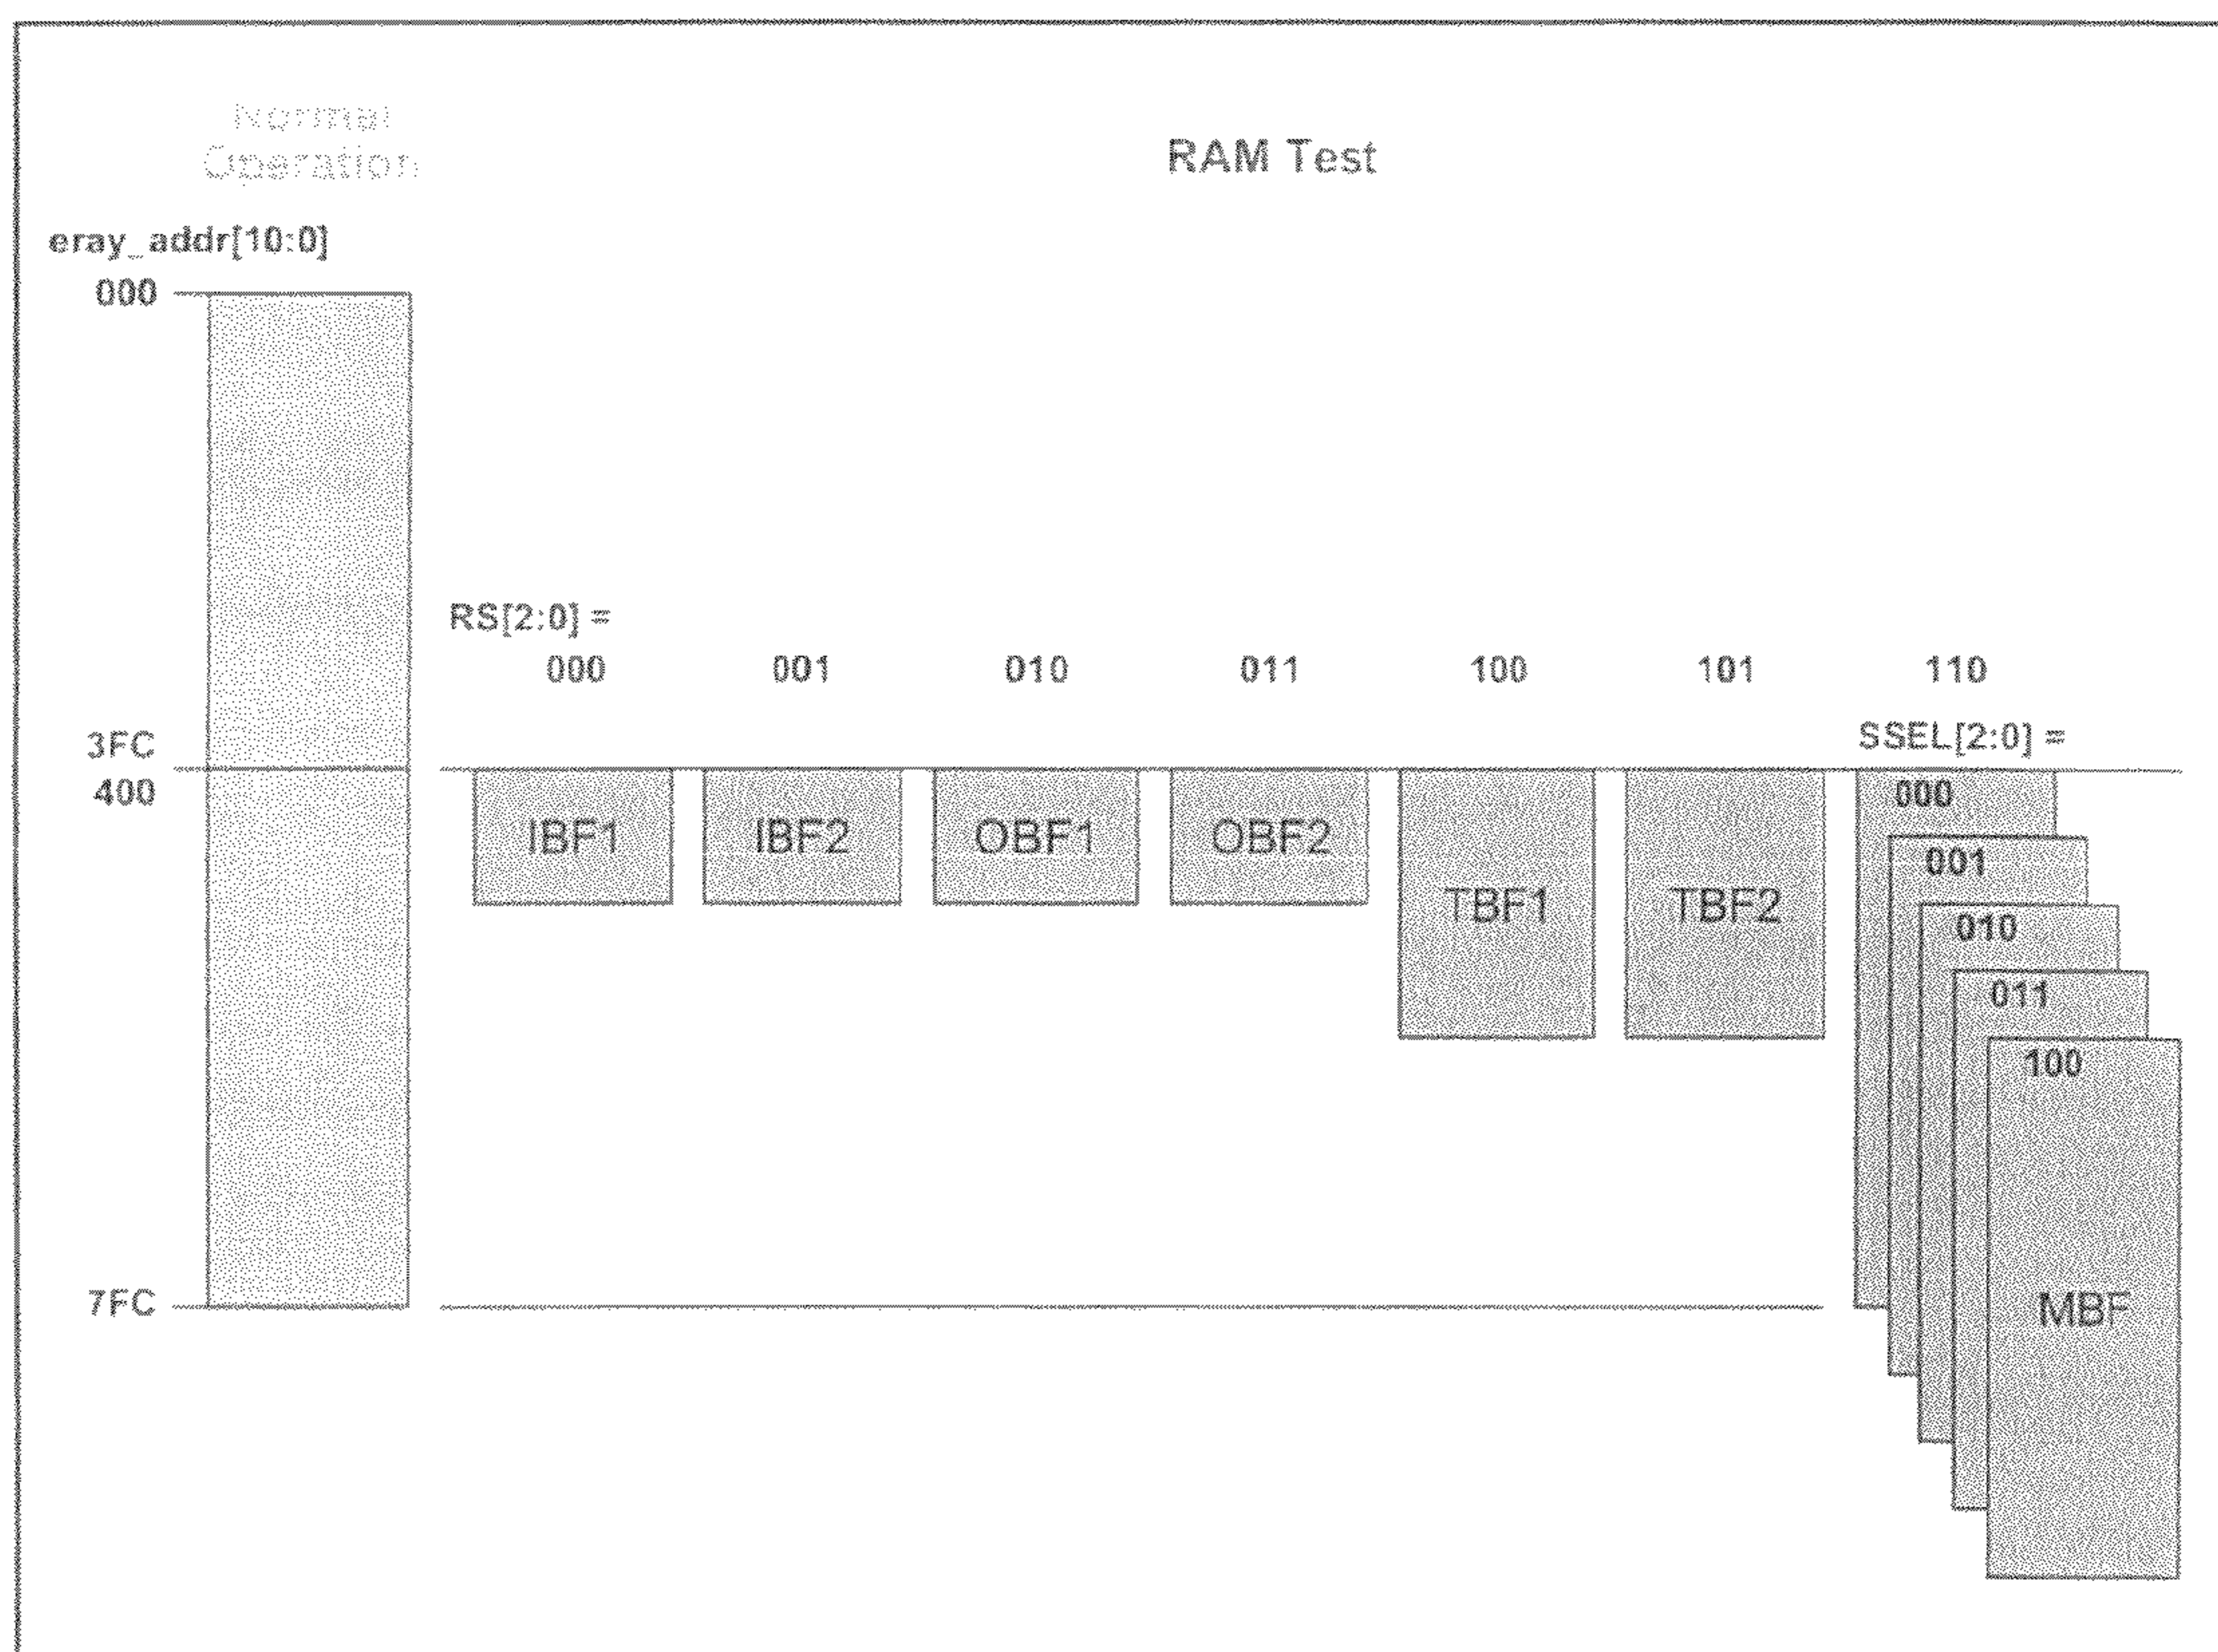 Normal
Operation
RAM Test
eray_addr[10:0]
000
RS[2:0] =
000 001 010 011 100 101 110
3FC
SSEL[2:0] =
400
000
IBF1 IBF2 OBF1 OBF2
001
TBF1 TBF2
010
011
100
7FC
MBF